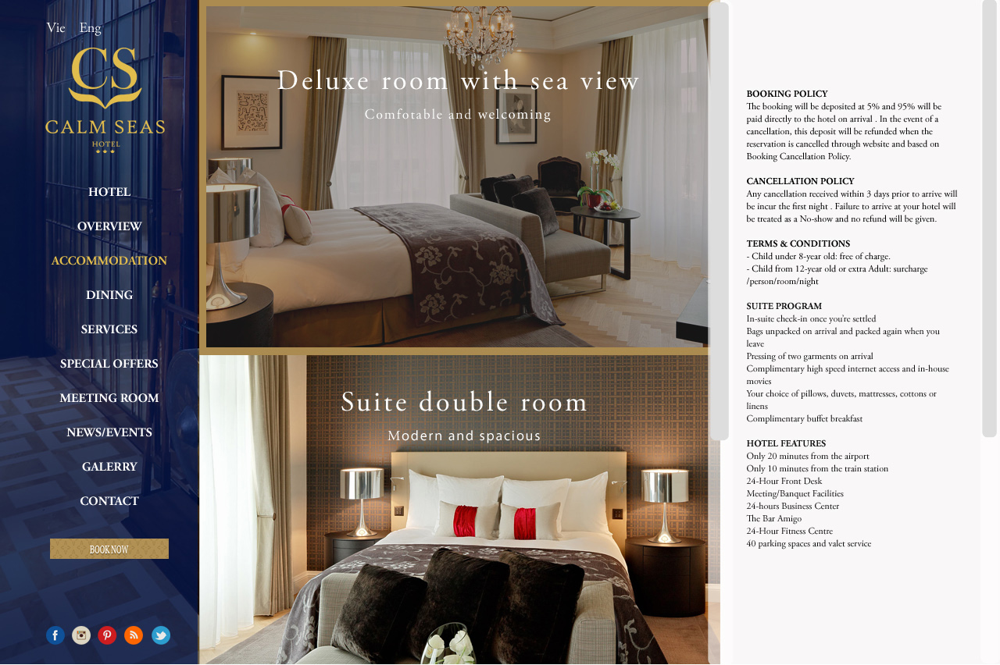 Vie Eng
CS
CALM SEAS
HOTEL
HOTEL
OVERVIEW
ACCOMMODATION
DINING
SERVICES
SPECIAL OFFERS
MEETING ROOM
NEWS/EVENTS
GALERRY
CONTACT
BOOK NOW
Deluxe room with sea view
Comfotable and welcoming
Suite double room
Modern and spacious
BOOKING POLICY
The booking will be deposited at 5% and 95% will be
paid directly to the hotel on arrival . In the event of a
cancellation, this deposit will be refunded when the
reservation is cancelled through website and based on
Booking Cancellation Policy.
CANCELLATION POLICY
Any cancellation received within 3 days prior to arrive will
be incur the first night . Failure to arrive at your hotel will
be treated as a No-show and no refund will be given.
TERMS & CONDITIONS
- Child under 8-year old: free of charge.
- Child from 12-year old or extra Adult: surcharge
/person/room/night
SUITE PROGRAM
In-suite check-in once you're settled
Bags unpacked on arrival and packed again when you
leave
Pressing of two garments on arrival
Complimentary high speed internet access and in-house
movies
Your choice of pillows, duvets, mattresses, cottons or
linens
Complimentary buffet breakfast
HOTEL FEATURES
Only 20 minutes from the airport
Only 10 minutes from the train station
24-Hour Front Desk
Meeting/Banquet Facilities
24-hours Business Center
The Bar Amigo
24-Hour Fitness Centre
40 parking spaces and valet service